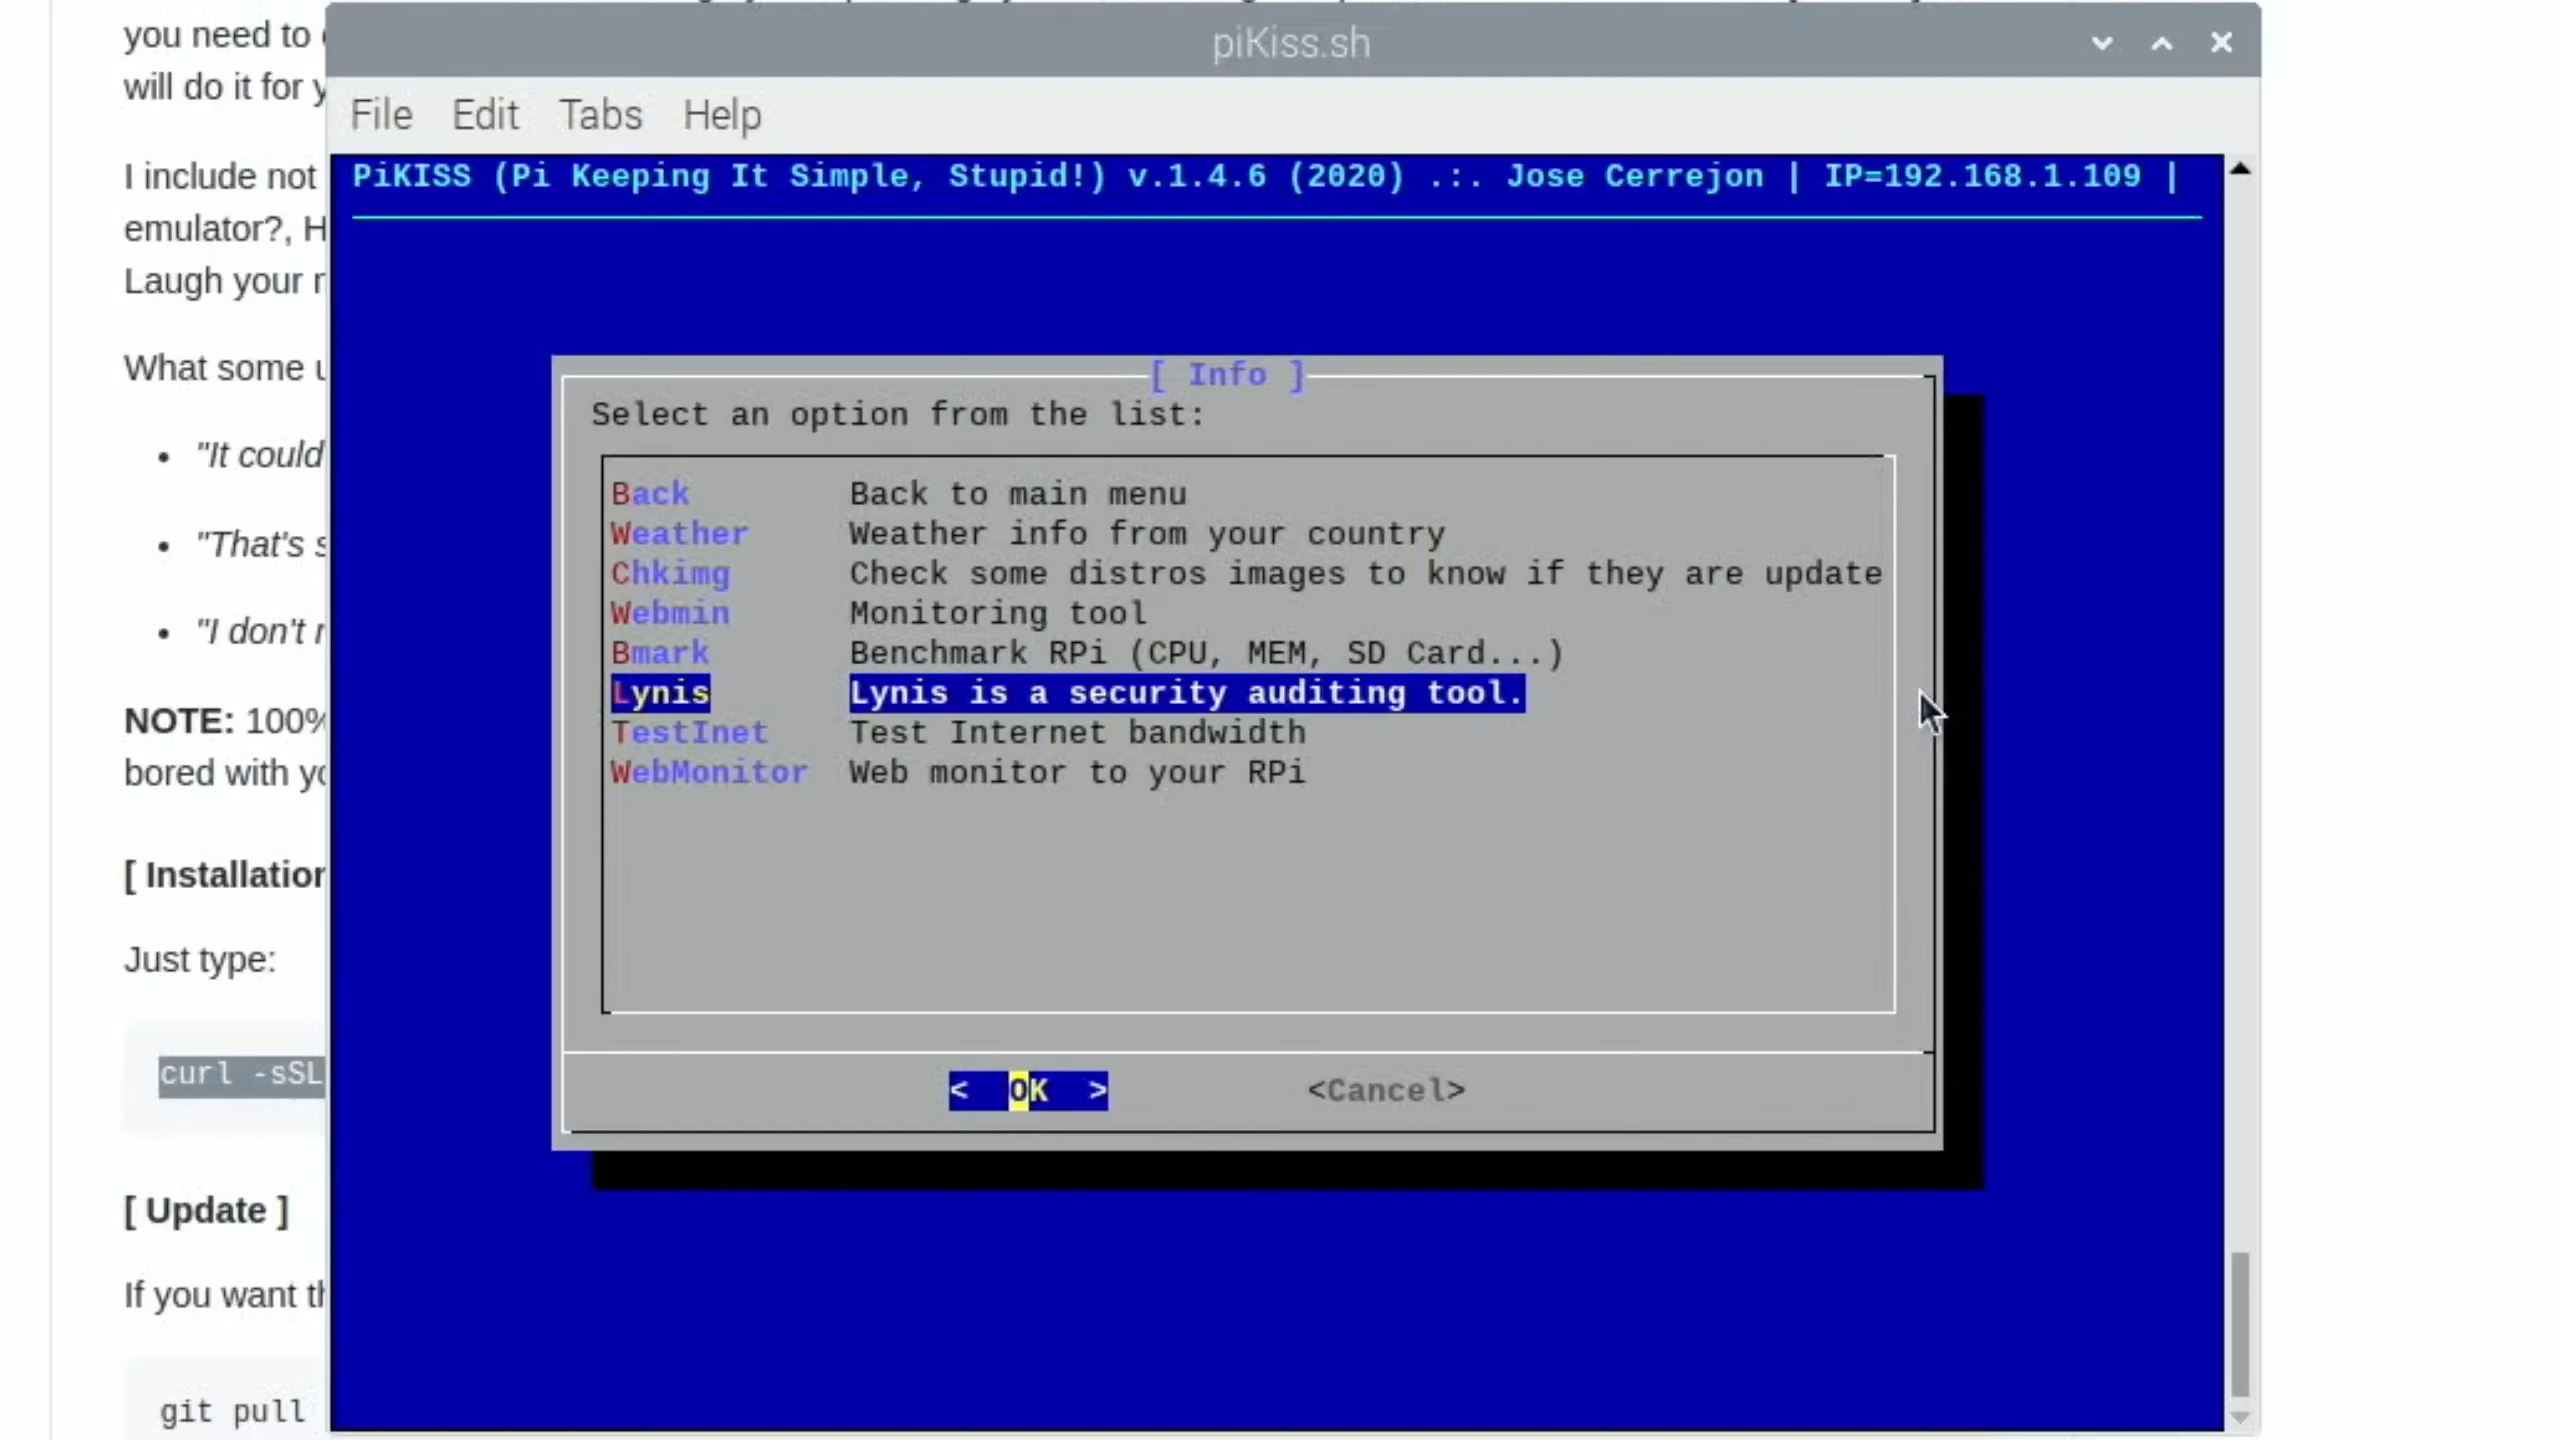 piKiss.sh
File Edit Tabs Help
PiKISS (Pi Keeping It Simple, Stupid!) v.1.4.6 (2020) .:. Jose Cerrejon | IP=192.168.1.109 |
[ Info ]
Select an option from the list:
Back Back to main menu
Weather Weather info from your country
Chkimg Check some distros images to know if they are update
Webmin Monitoring tool
Bmark Benchmark RPi (CPU, MEM, SD Card...)
Lynis Lynis is a security auditing tool.
TestInet Test Internet bandwidth
WebMonitor Web monitor to your RPi
< OK > <Cancel>
you need to
will do it for
I include not
emulator?, H
Laugh your
What some
• "It could
• "That's
• "I don't
NOTE: 100%
bored with
[ Installation
Just type:
curl -sSL
[ Update ]
If you want
git pull